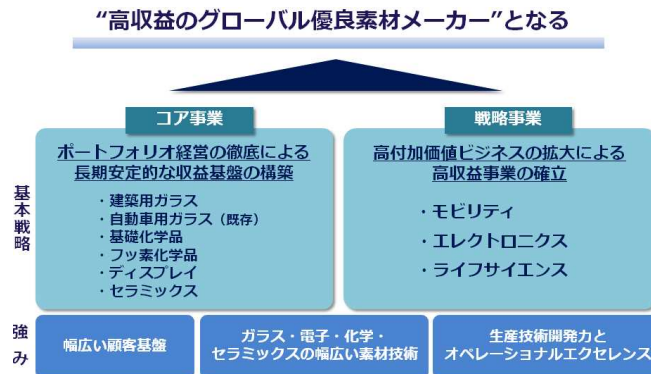 “高収益のグローバル優良素材メーカー”となる
コア事業
ポートフォリオ経営の徹底による
長期安定的な収益基盤の構築
・建築用ガラス
・自動車用ガラス（既存）
・基礎化学品
・フッ素化学品
・ディスプレイ
・セラミックス
戦略事業
高付加価値ビジネスの拡大による
高収益事業の確立
・モビリティ
・エレクトロニクス
・ライフサイエンス
基本戦略
強み
幅広い顧客基盤
ガラス・電子・化学・
セラミックスの幅広い素材技術
生産技術開発力と
オペレーショナルエクセレンス